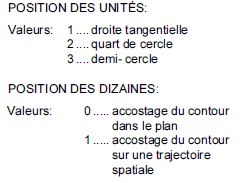 POSITION DES UNITÉS:
Valeurs: 1 .... droite tangentielle
2 .... quart de cercle
3 .... demi- cercle
POSITION DES DIZAINES:
Valeurs: 0 ..... accostage du contour
dans le plan
1 ..... accostage du contour
sur une trajectoire
spatiale